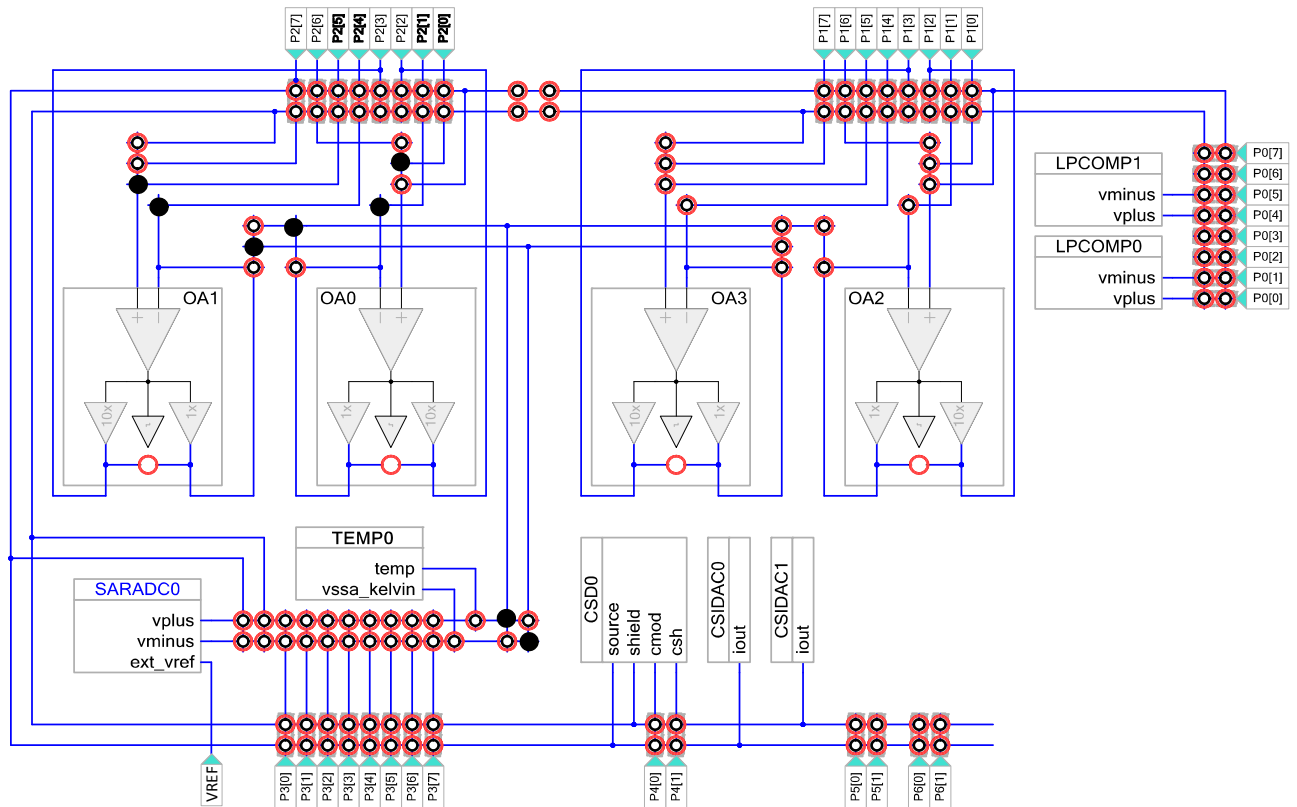 P2[7] P2[6] P2[5] P2[4] P2[3] P2[2] P2[1] P2[0]
P1[7] P1[6] P1[5] P1[4] P1[3] P1[2] P1[1] P1[0]
LPCOMP1
vminus
vplus
LPCOMP0
vminus
vplus
P0[7]
P0[6]
P0[5]
P0[4]
P0[3]
P0[2]
P0[1]
P0[0]
OA1
+ |
10x
1x
OA0
| +
1x
10x
OA3
+ |
10x
1x
OA2
| +
1x
10x
TEMP0
temp
vssa_kelvin
SARADC0
vplus
vminus
ext_vref
CSD0
source
shield
cmod
csh
CSIDAC0
iout
CSIDAC1
iout
VREF
P3[0] P3[1] P3[2] P3[3] P3[4] P3[5] P3[6] P3[7]
P4[0] P4[1]
P5[0] P5[1]
P6[0] P6[1]